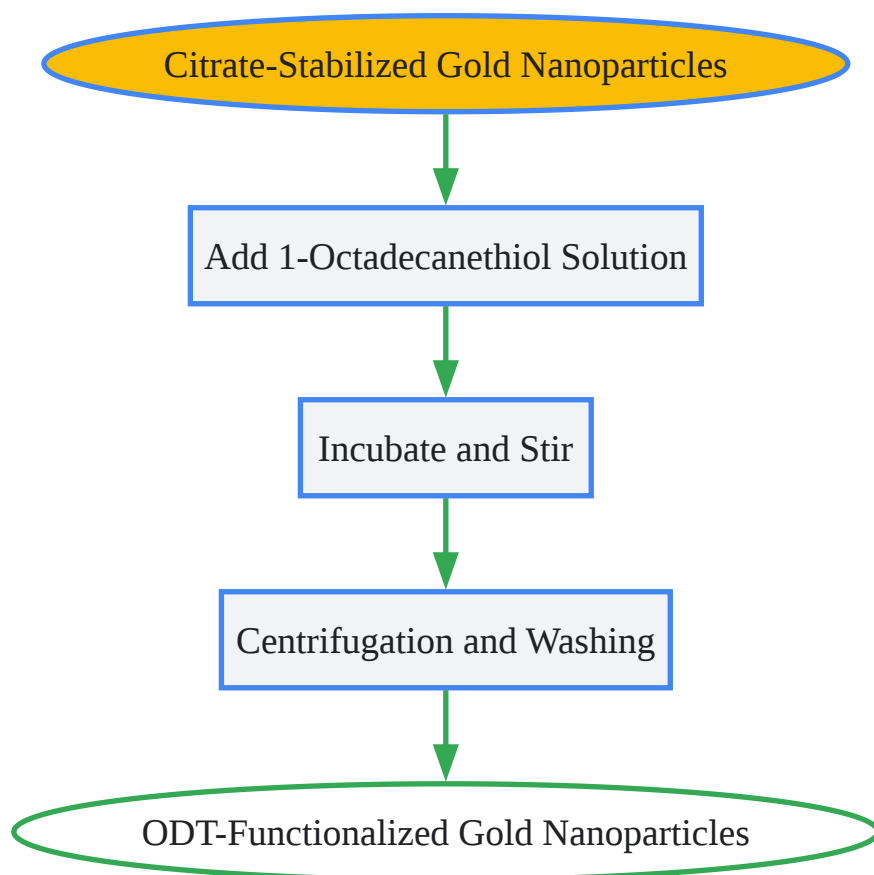 Citrate-Stabilized Gold Nanoparticles
Add 1-Octadecanethiol Solution
Incubate and Stir
Centrifugation and Washing
ODT-Functionalized Gold Nanoparticles